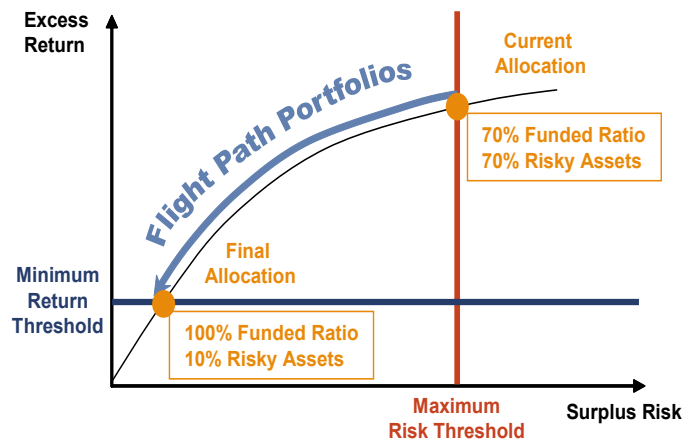 Excess
Return
Current
Allocation
Flight Path Portfolios
70% Funded Ratio
70% Risky Assets
Final
Allocation
Minimum
Return
Threshold
100% Funded Ratio
10% Risky Assets
Maximum
Risk Threshold
Surplus Risk